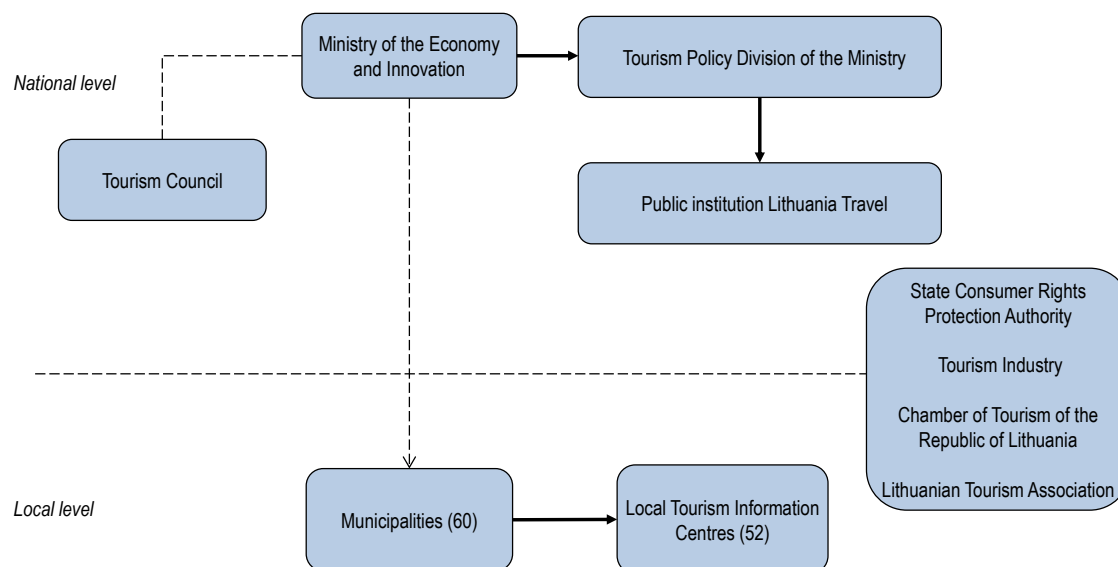 Ministry of the Economy
and Innovation
Tourism Policy Division of the Ministry
National level
Tourism Council
Public institution Lithuania Travel
State Consumer Rights
Protection Authority
Tourism Industry
Chamber of Tourism of the
Republic of Lithuania
Lithuanian Tourism Association
Local level
Municipalities (60)
Local Tourism Information
Centres (52)